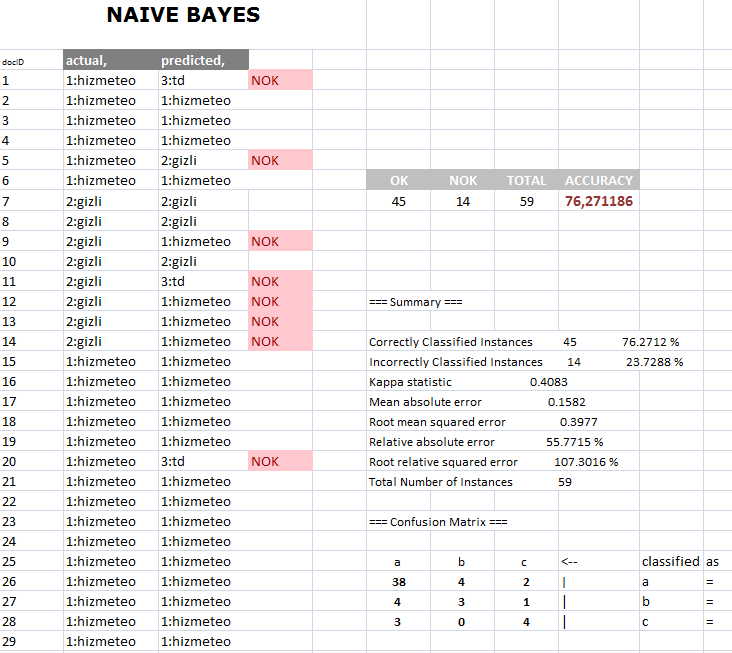 NAIVE BAYES
docID actual, predicted,
1 1:hizmeteo 3:td NOK
2 1:hizmeteo 1:hizmeteo
3 1:hizmeteo 1:hizmeteo
4 1:hizmeteo 1:hizmeteo
5 1:hizmeteo 2:gizli NOK
6 1:hizmeteo 1:hizmeteo OK NOK TOTAL ACCURACY
7 2:gizli 2:gizli 45 14 59 76,271186
8 2:gizli 2:gizli
9 2:gizli 1:hizmeteo NOK
10 2:gizli 2:gizli
11 2:gizli 3:td NOK
12 2:gizli 1:hizmeteo NOK === Summary ===
13 2:gizli 1:hizmeteo NOK
14 2:gizli 1:hizmeteo NOK Correctly Classified Instances 45 76.2712 %
15 1:hizmeteo 1:hizmeteo Incorrectly Classified Instances 14 23.7288 %
16 1:hizmeteo 1:hizmeteo Kappa statistic 0.4083
17 1:hizmeteo 1:hizmeteo Mean absolute error 0.1582
18 1:hizmeteo 1:hizmeteo Root mean squared error 0.3977
19 1:hizmeteo 1:hizmeteo Relative absolute error 55.7715 %
20 1:hizmeteo 3:td NOK Root relative squared error 107.3016 %
21 1:hizmeteo 1:hizmeteo Total Number of Instances 59
22 1:hizmeteo 1:hizmeteo
23 1:hizmeteo 1:hizmeteo === Confusion Matrix ===
24 1:hizmeteo 1:hizmeteo
25 1:hizmeteo 1:hizmeteo a b c <-- classified as
26 1:hizmeteo 1:hizmeteo 38 4 2 | a =
27 1:hizmeteo 1:hizmeteo 4 3 1 | b =
28 1:hizmeteo 1:hizmeteo 3 0 4 | c =
29 1:hizmeteo 1:hizmeteo